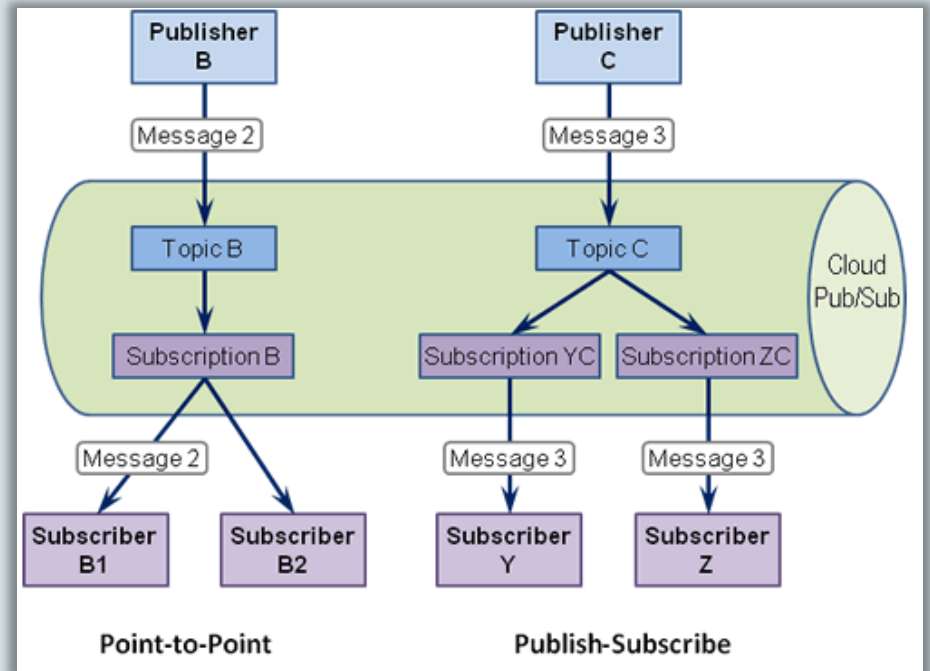 Publisher
B
Publisher
C
Message 2
Message 3
Topic B
Topic C
Cloud
Pub/Sub
Subscription B
Subscription YC
Subscription ZC
Message 2
Message 3
Message 3
Subscriber
B1
Subscriber
B2
Subscriber
Y
Subscriber
Z
Point-to-Point
Publish-Subscribe